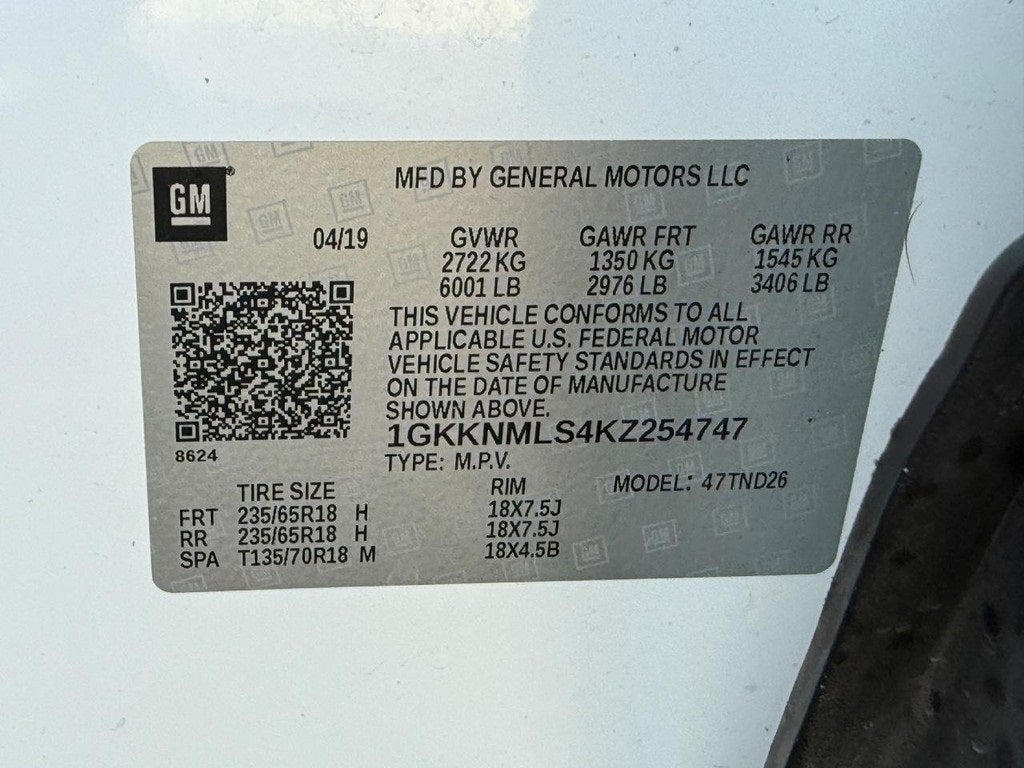 GM
MFD BY GENERAL MOTORS LLC
04/19
GVWR GAWR FRT GAWR RR
2722 KG 1350 KG 1545 KG
6001 LB 2976 LB 3406 LB
THIS VEHICLE CONFORMS TO ALL
APPLICABLE U.S. FEDERAL MOTOR
VEHICLE SAFETY STANDARDS IN EFFECT
ON THE DATE OF MANUFACTURE
SHOWN ABOVE.
1GKKNMLS4KZ254747
8624
TYPE: M.P.V.
TIRE SIZE RIM MODEL: 47TND26
FRT 235/65R18 H 18X7.5J
RR 235/65R18 H 18X7.5J
SPA T135/70R18 M 18X4.5B